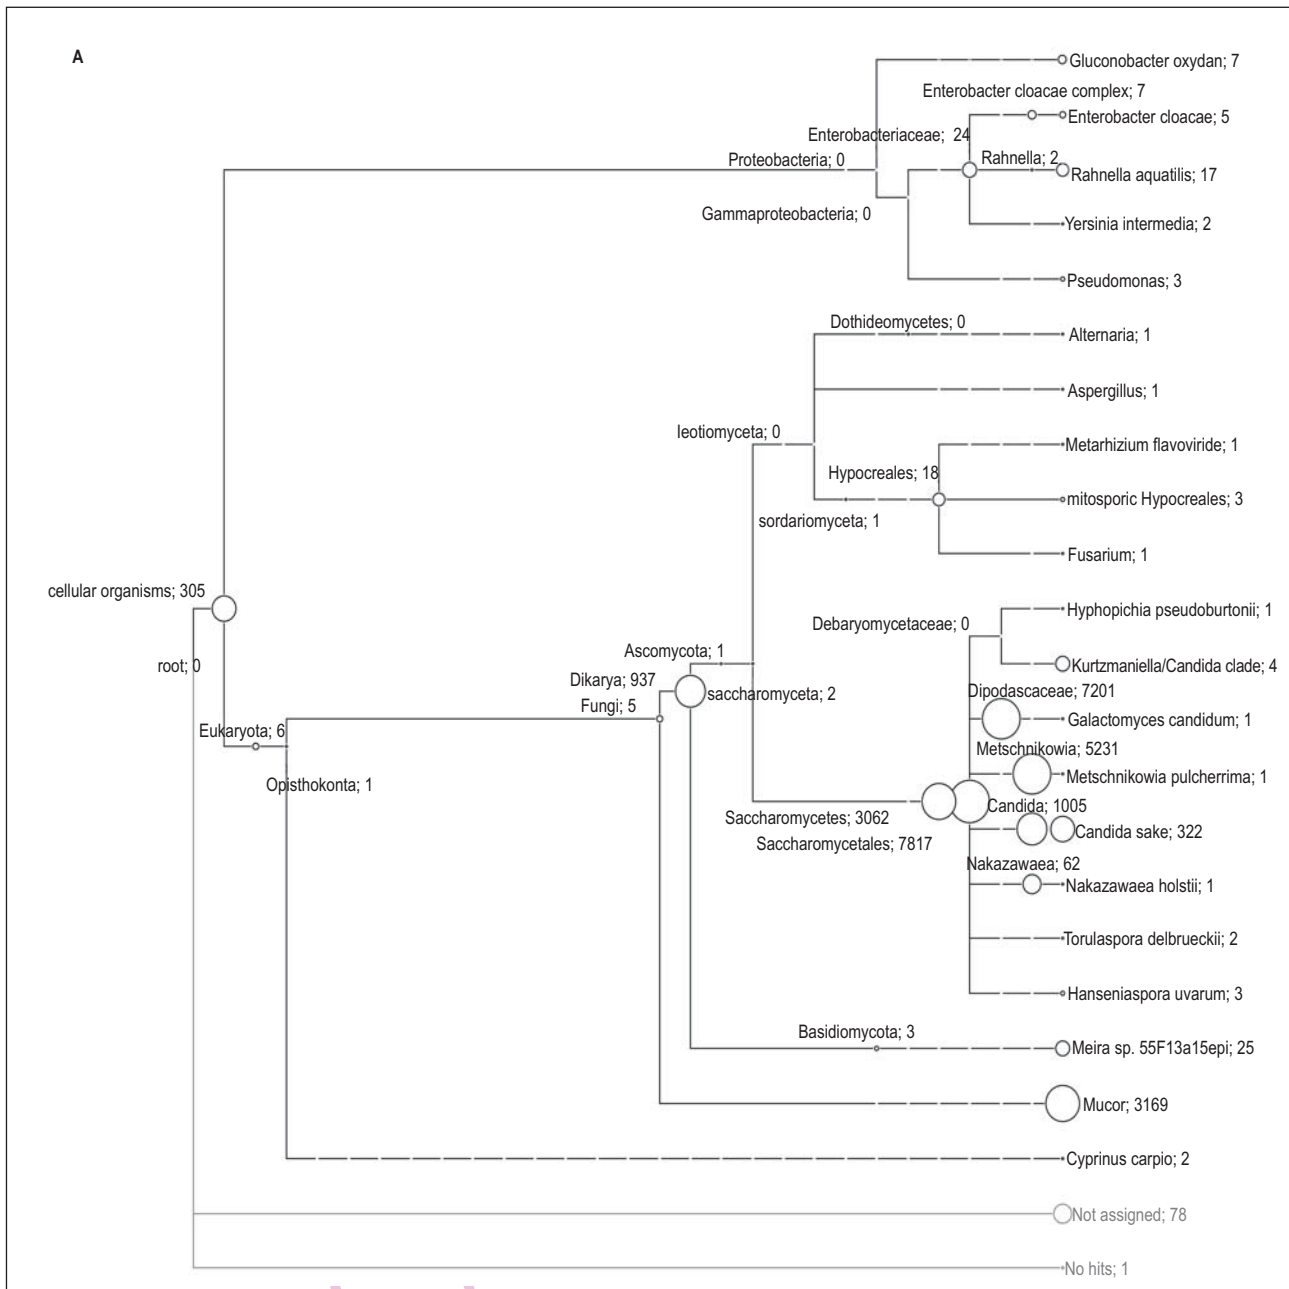 A
Gluconobacter oxydan; 7
Enterobacter cloacae complex; 7
Enterobacter cloacae; 5
Enterobacteriaceae; 24
Proteobacteria; 0
Rahnella; 2
Rahnella aquatilis; 17
Gammaproteobacteria; 0
Yersinia intermedia; 2
Pseudomonas; 3
Dothideomycetes; 0
Alternaria; 1
Aspergillus; 1
leotiomyceta; 0
Metarhizium flavoviride; 1
Hypocreales; 18
mitosporic Hypocreales; 3
sordariomyceta; 1
Fusarium; 1
cellular organisms; 305
Hyphopichia pseudoburtonii; 1
Debaryomycetaceae; 0
Ascomycota; 1
root; 0
Kurtzmaniella/Candida clade; 4
Dikarya; 937
saccharomyceta; 2
Dipodascaceae; 7201
Fungi; 5
Galactomyces candidum; 1
Eukaryota; 6
Metschnikowia; 5231
Opisthokonta; 1
Metschnikowia pulcherrima; 1
Candida; 1005
Saccharomycetes; 3062
Candida sake; 322
Saccharomycetales; 7817
Nakazawaea; 62
Nakazawaea holstii; 1
Torulaspora delbrueckii; 2
Hanseniaspora uvarum; 3
Basidiomycota; 3
Meira sp. 55F13a15epi; 25
Mucor; 3169
Cyprinus carpio; 2
Not assigned; 78
No hits; 1